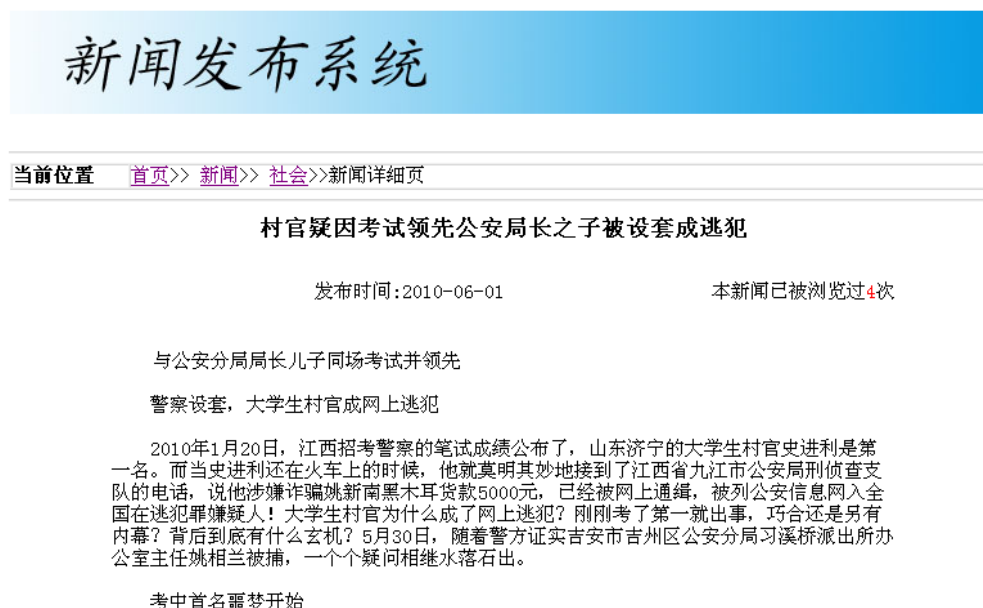 新闻发布系统
当前位置 首页>> 新闻>> 社会>>新闻详细页
村官疑因考试领先公安局长之子被设套成逃犯
发布时间:2010-06-01 本新闻已被浏览过4次
与公安分局局长儿子同场考试并领先
警察设套，大学生村官成网上逃犯
2010年1月20日，江西招考警察的笔试成绩公布了，山东济宁的大学生村官史进利是第
一名。而当史进利还在火车上的时候，他就莫明其妙地接到了江西省九江市公安局刑侦查支
队的电话，说他涉嫌诈骗姚新南黑木耳货款5000元，已经被网上通缉，被列公安信息网入全
国在逃犯罪嫌疑人！大学生村官为什么成了网上逃犯？刚刚考了第一就出事，巧合还是另有
内幕？背后到底有什么玄机？5月30日，随着警方证实吉安市吉州区公安分局习溪桥派出所办
公室主任姚相兰被捕，一个个疑问相继水落石出。
考中首名噩梦开始